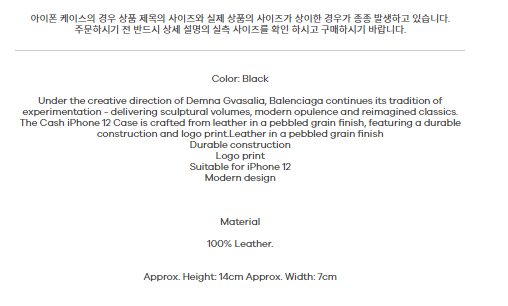 아이폰 케이스의 경우 상품 제목의 사이즈와 실제 상품의 사이즈가 상이한 경우가 종종 발생하고 있습니다.
주문하시기 전 반드시 상세 설명의 실측 사이즈를 확인 하시고 구매하시기 바랍니다.
Color: Black
Under the creative direction of Demna Gvasalia, Balenciaga continues its tradition of
experimentation - delivering sculptural volumes, modern opulence and reimagined classics.
The Cash iPhone 12 Case is crafted from leather in a pebbled grain finish, featuring a durable
construction and logo print.Leather in a pebbled grain finish
Durable construction
Logo print
Suitable for iPhone 12
Modern design
Material
100% Leather.
Approx. Height: 14cm Approx. Width: 7cm